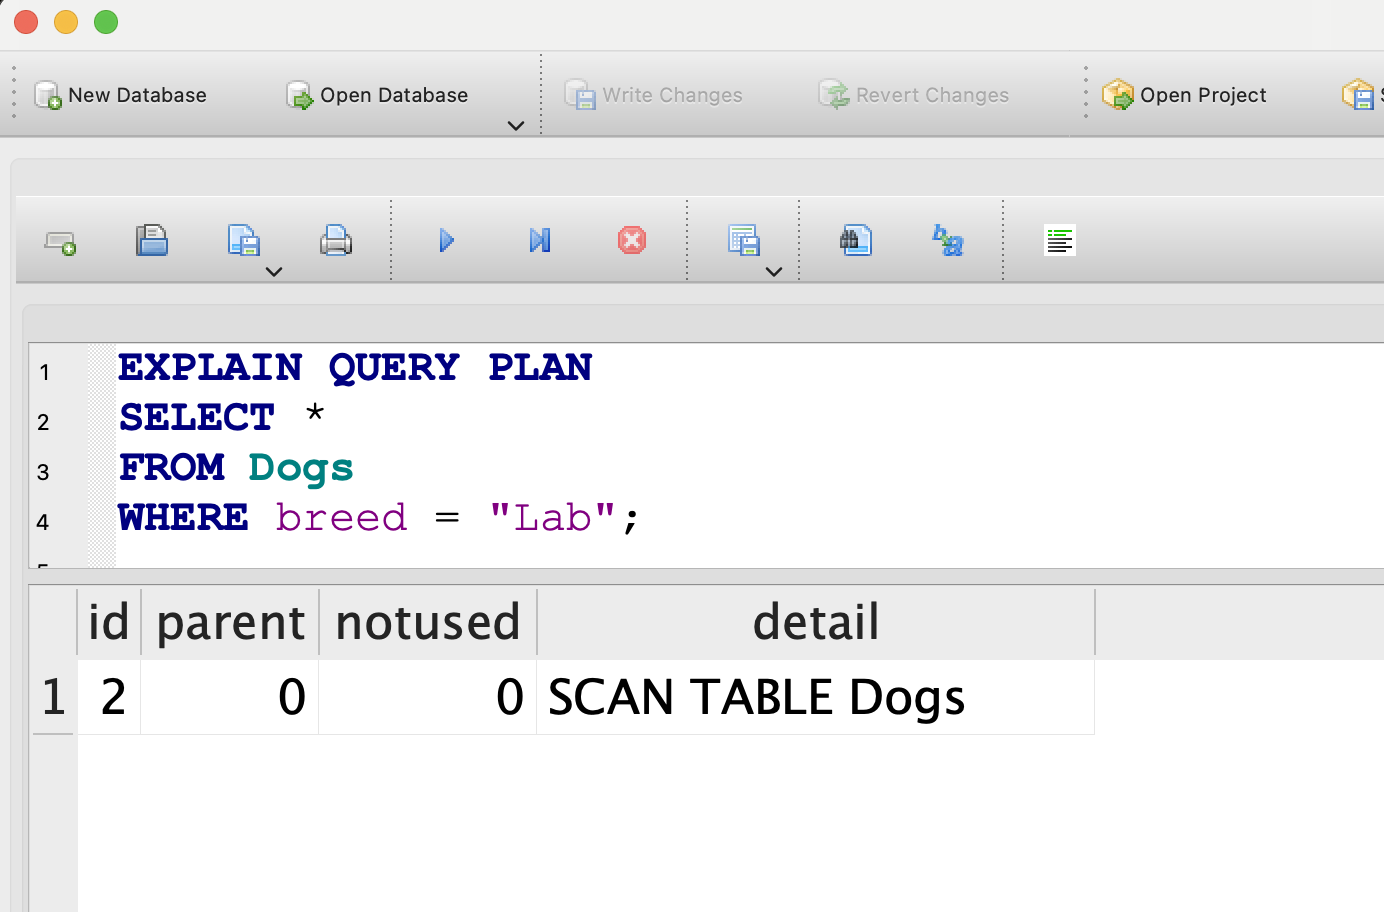 New Database Open Database Write Changes Revert Changes Open Project
1 EXPLAIN QUERY PLAN
2 SELECT *
3 FROM Dogs
4 WHERE breed = "Lab";
id parent notused detail
1 2 0 0 SCAN TABLE Dogs